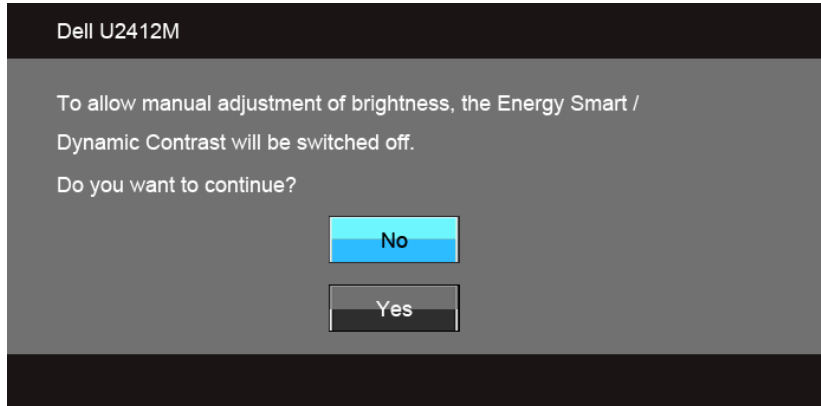 Dell U2412M
To allow manual adjustment of brightness, the Energy Smart /
Dynamic Contrast will be switched off.
Do you want to continue?
No
Yes